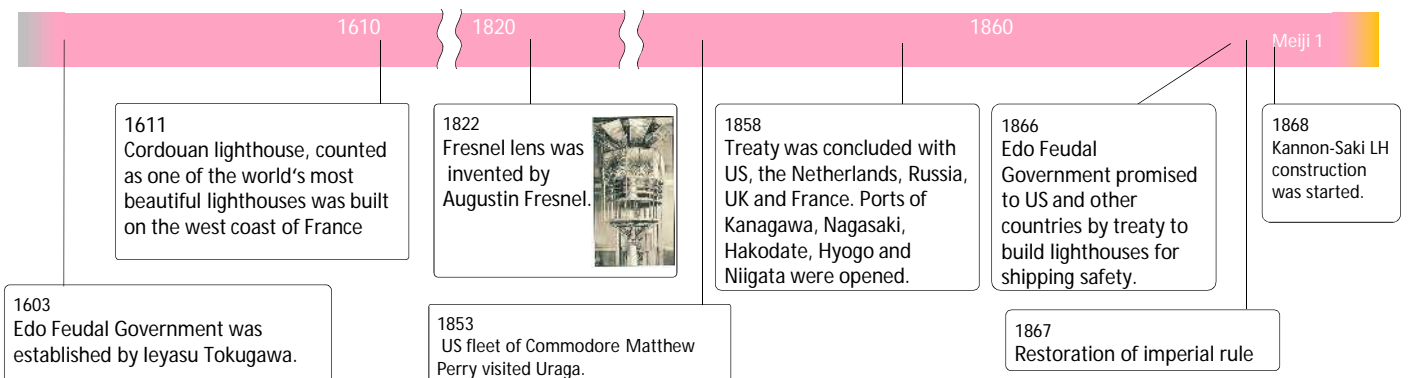 1610
1820
1860
Meiji 1
1611
Cordouan lighthouse, counted
as one of the world's most
beautiful lighthouses was built
on the west coast of France
1822
Fresnel lens was
invented by
Augustin Fresnel.
1858
Treaty was concluded with
US, the Netherlands, Russia,
UK and France. Ports of
Kanagawa, Nagasaki,
Hakodate, Hyogo and
Niigata were opened.
1866
Edo Feudal
Government promised
to US and other
countries by treaty to
build lighthouses for
shipping safety.
1868
Kannon-Saki LH
construction
was started.
1603
Edo Feudal Government was
established by Ieyasu Tokugawa.
1853
US fleet of Commodore Matthew
Perry visited Uraga.
1867
Restoration of imperial rule